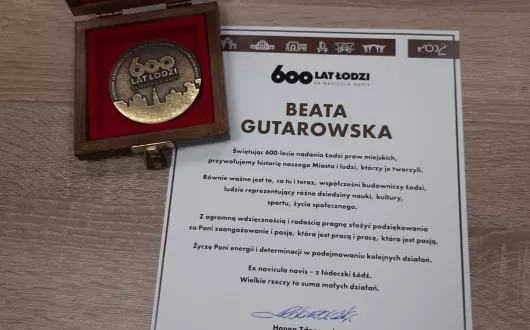 600
LAT ŁODZI
ŁÓDŹ
600 LAT ŁODZI
EX NAVICULA NAVIS
BEATA
GUTAROWSKA
Świętując 600-lecie nadania Łodzi praw miejskich,
przywołujemy historię naszego Miasta i ludzi, którzy je tworzyli.
Równie ważne jest to, co tu i teraz, współcześni budowniczy Łodzi,
ludzie reprezentujący różne dziedziny nauki, kultury,
sportu, życia społecznego.
Z ogromną wdzięcznością i radością pragnę złożyć podziękowania
za Pani zaangażowanie i pasję, która jest pracą i pracę, która jest pasją.
Życzę Pani energii i determinacji w podejmowaniu kolejnych działań.
Ex navicula navis – z łódeczki Łódź.
Wielkie rzeczy to suma małych działań.
Hanna